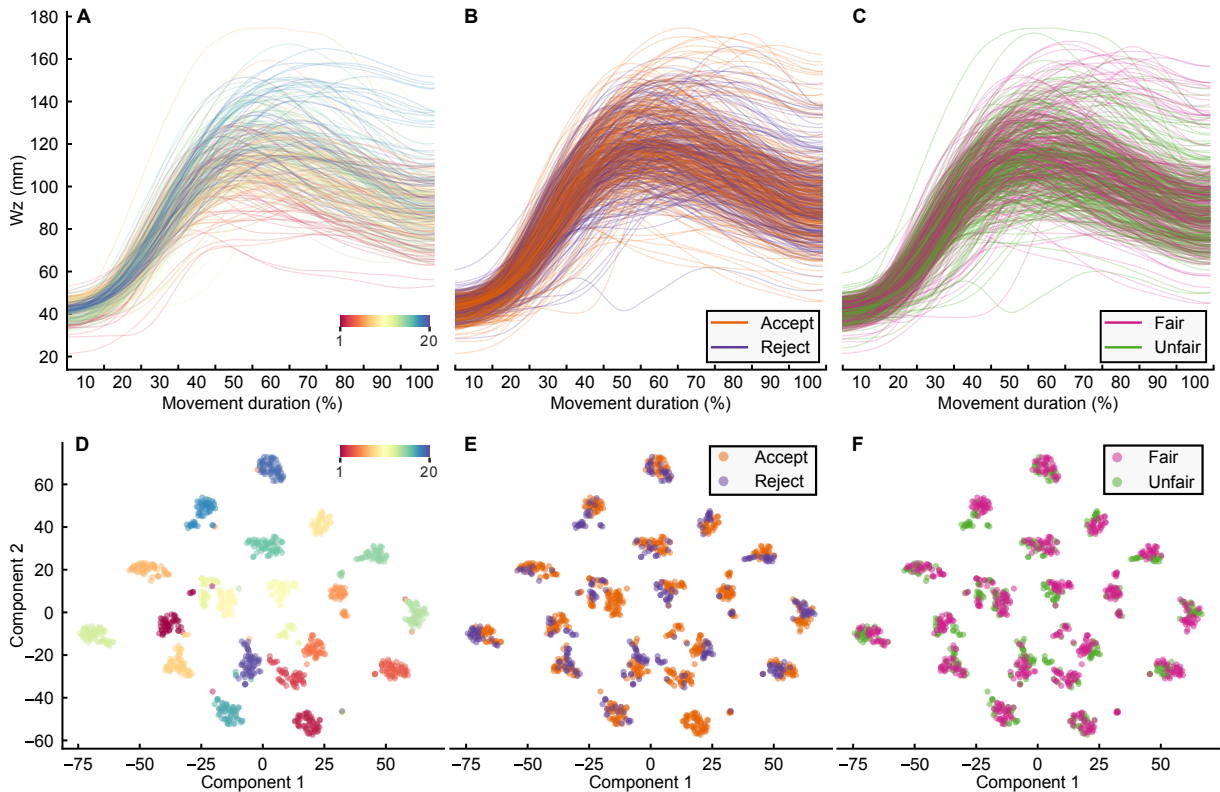 A
B
C
180
160
140
120
100
80
60
40
20
Wz (mm)
1 20
Accept
Reject
Fair
Unfair
10 20 30 40 50 60 70 80 90 100
10 20 30 40 50 60 70 80 90 100
10 20 30 40 50 60 70 80 90 100
Movement duration (%)
Movement duration (%)
Movement duration (%)
D
E
F
1 20
Accept
Reject
Fair
Unfair
60
40
20
0
−20
−40
−60
Component 2
−75 −50 −25 0 25 50
−75 −50 −25 0 25 50
−75 −50 −25 0 25 50
Component 1
Component 1
Component 1